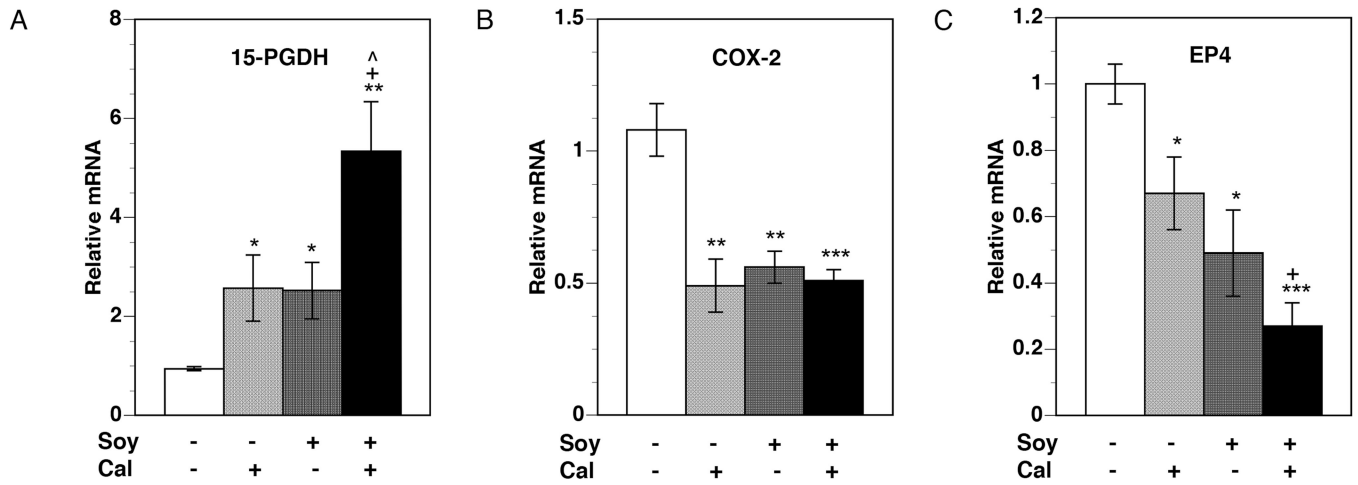 A
8
15-PGDH
^
+
**
6
Relative mRNA
4
* *
2
0
Soy - - + +
Cal - + - +
B
1.5
COX-2
1
Relative mRNA
** ** ***
0.5
0
Soy - - + +
Cal - + - +
C
1.2
EP4
1
*
0.8
Relative mRNA
*
0.6
+
***
0.4
0.2
0
Soy - - + +
Cal - + - +